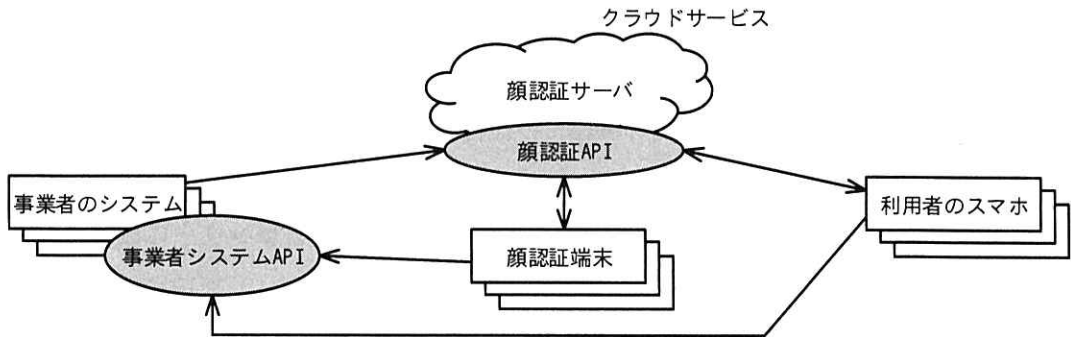 クラウドサービス
顔認証サーバ
顔認証API
事業者のシステム
利用者のスマホ
事業者システムAPI
顔認証端末